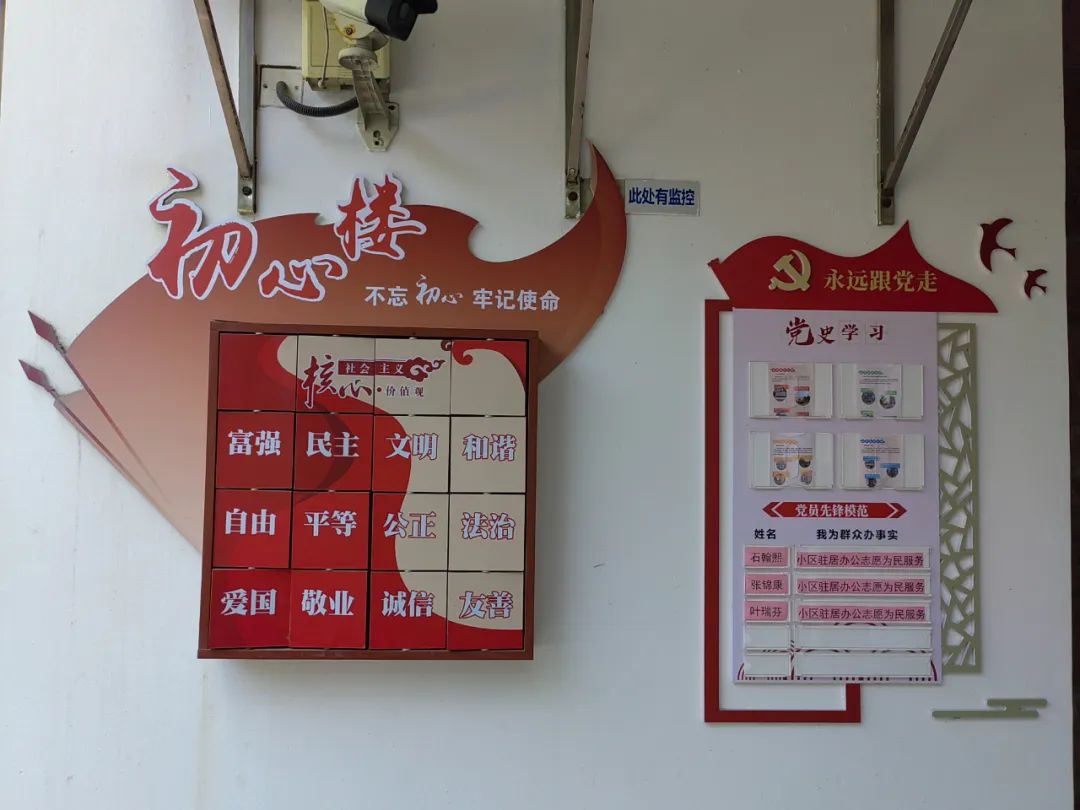 初心楼
不忘初心 牢记使命
此处有监控
社会主义
核心·价值观
富强 民主 文明 和谐
自由 平等 公正 法治
爱国 敬业 诚信 友善
永远跟党走
党史学习
党员先锋模范
姓名 我为群众办事实
石翰熙 小区驻居办公志愿为民服务
张锦康 小区驻居办公志愿为民服务
叶瑞芬 小区驻居办公志愿为民服务